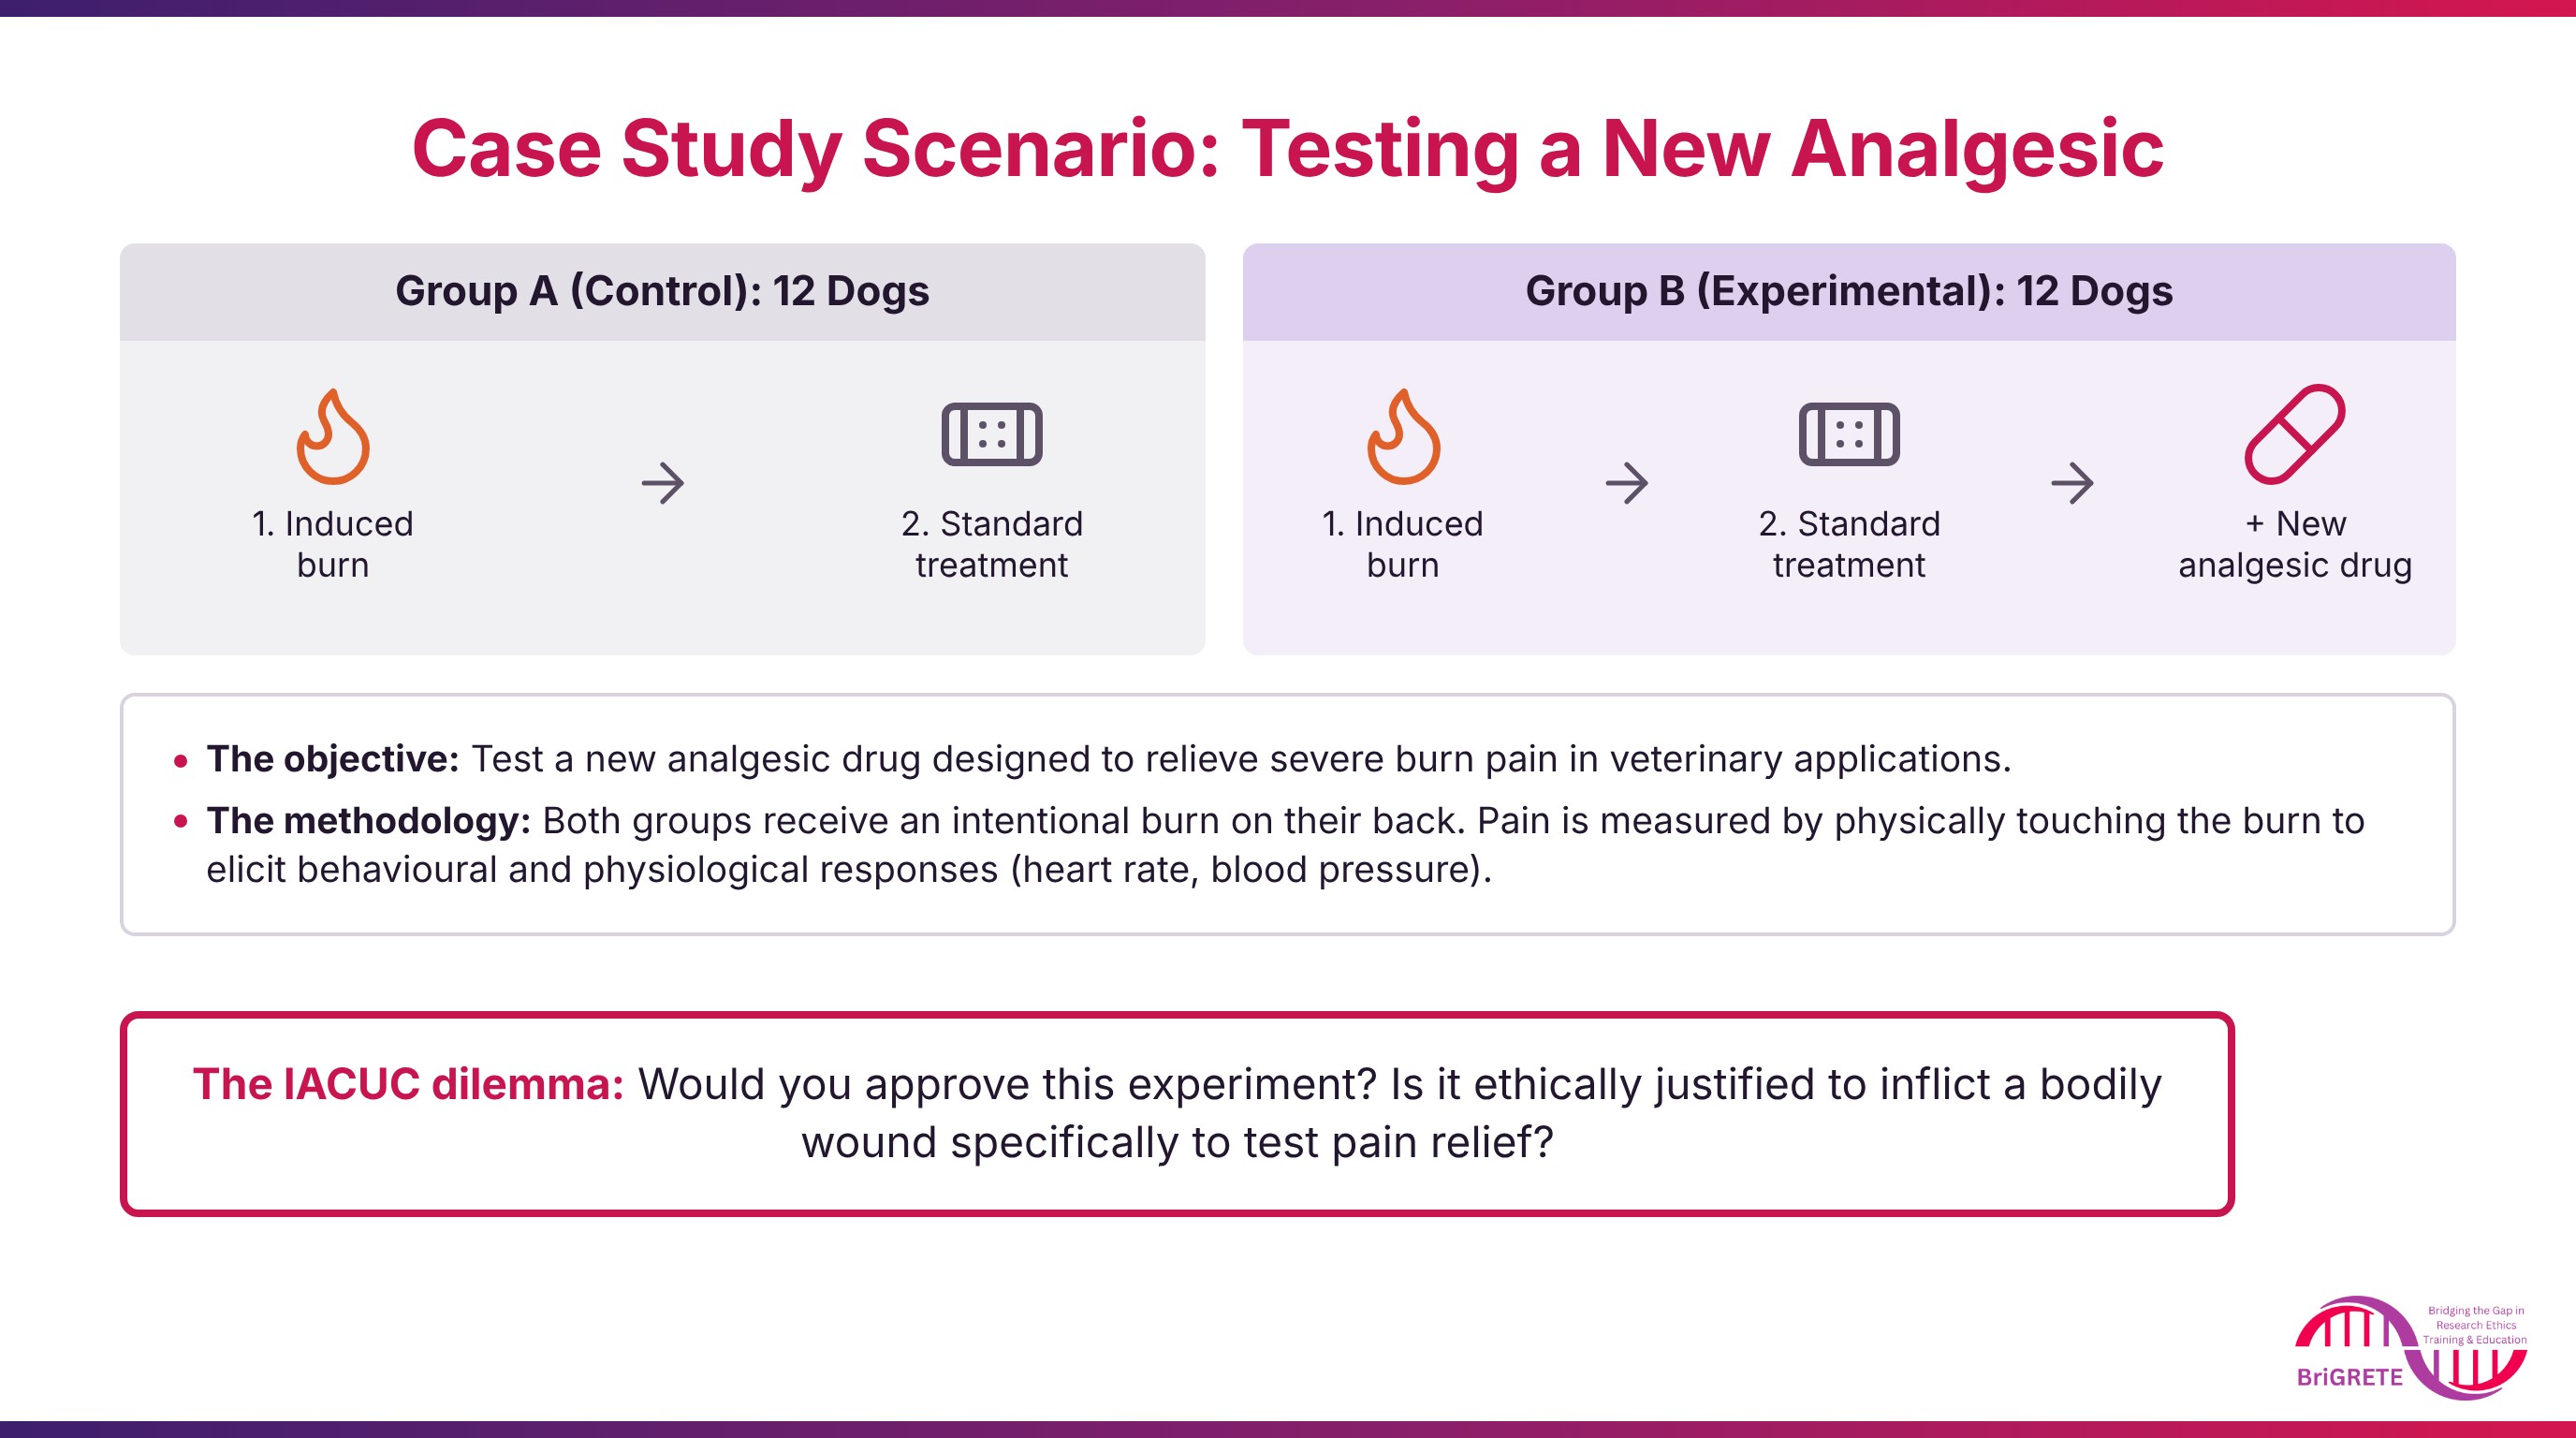 Case Study Scenario: Testing a New Analgesic
Group A (Control): 12 Dogs
1. Induced
burn
2. Standard
treatment
Group B (Experimental): 12 Dogs
1. Induced
burn
2. Standard
treatment
+ New
analgesic drug
• The objective: Test a new analgesic drug designed to relieve severe burn pain in veterinary applications.
• The methodology: Both groups receive an intentional burn on their back. Pain is measured by physically touching the burn to
elicit behavioural and physiological responses (heart rate, blood pressure).
The IACUC dilemma: Would you approve this experiment? Is it ethically justified to inflict a bodily
wound specifically to test pain relief?
Bridging the Gap in
Research Ethics
Training & Education
BriGRETE